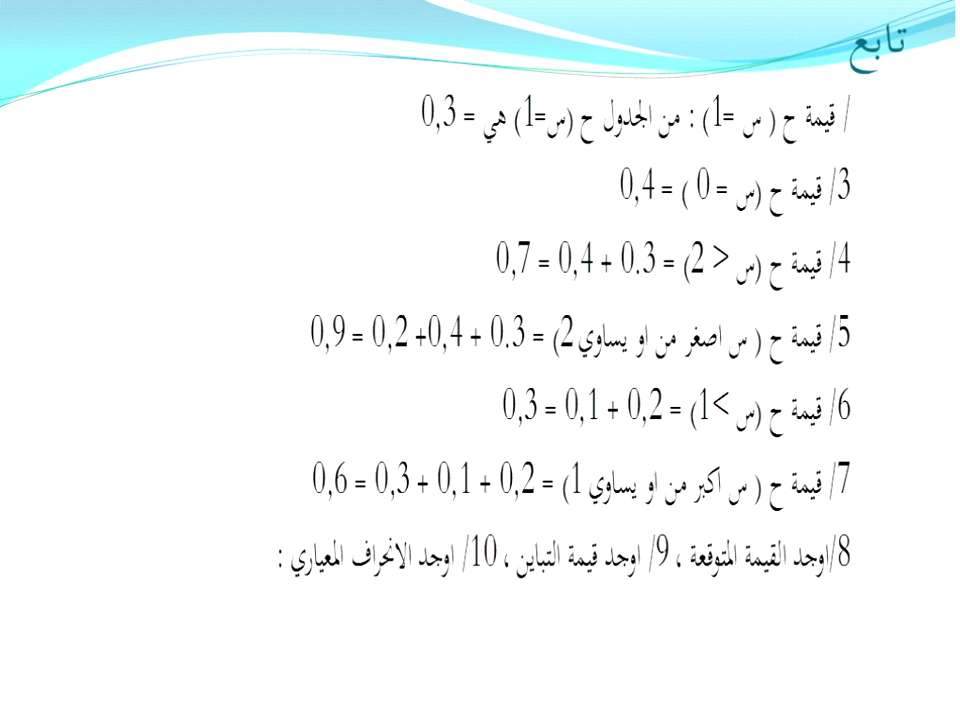 تابع
/ قيمة ح ( س =1) : من الجدول ح (س=1) هي = 0,3
3/ قيمة ح (س = 0 ) = 0,4
4/ قيمة ح (س < 2) = 0.3 + 0,4 = 0,7
5/ قيمة ح ( س اصغر من او يساوي 2) = 0.3 + 0,4+ 0,2 = 0,9
6/ قيمة ح (س >1) = 0,2 + 0,1 = 0,3
7/ قيمة ح ( س اكبر من او يساوي 1) = 0,2 + 0,1 + 0,3 = 0,6
8/اوجد القيمة المتوقعة ، 9/ اوجد قيمة التباين ، 10/ اوجد الانحراف المعياري :